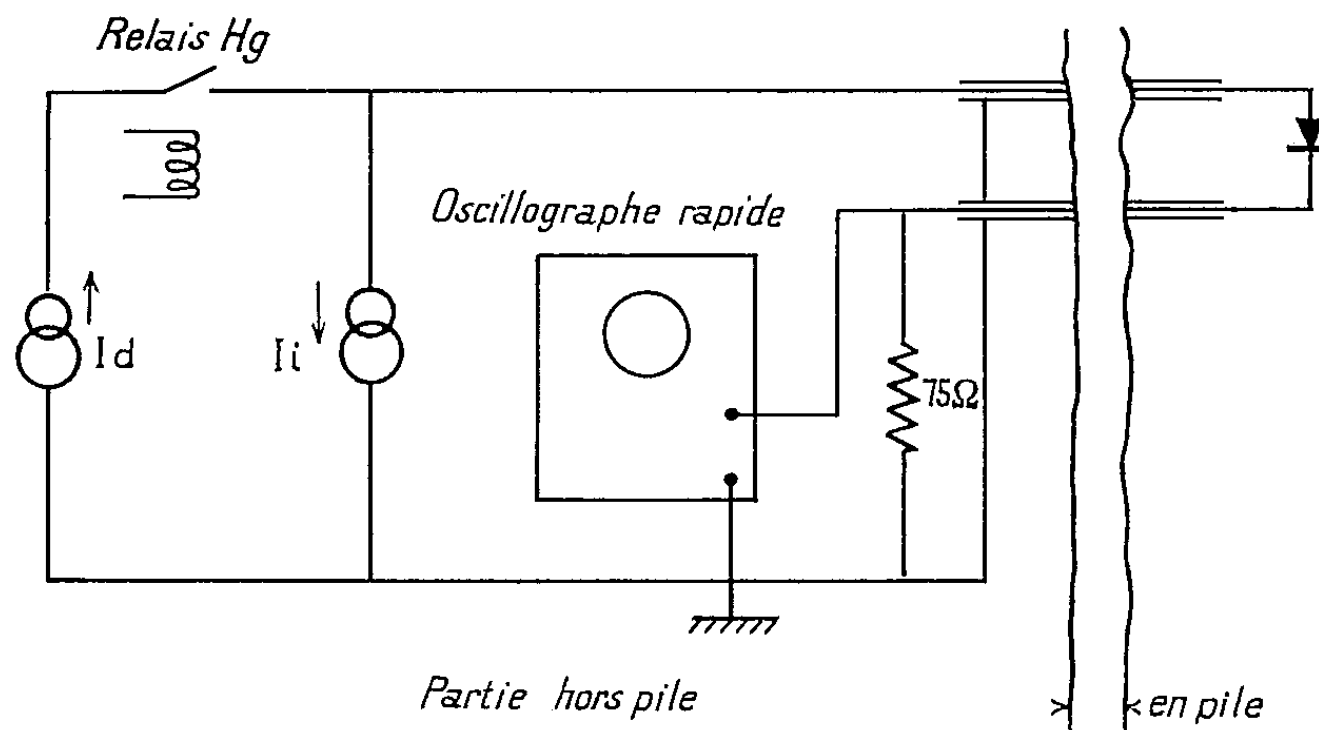 Relais Hg
Oscillographe rapide
Id
Ii
75Ω
Partie hors pile
en pile